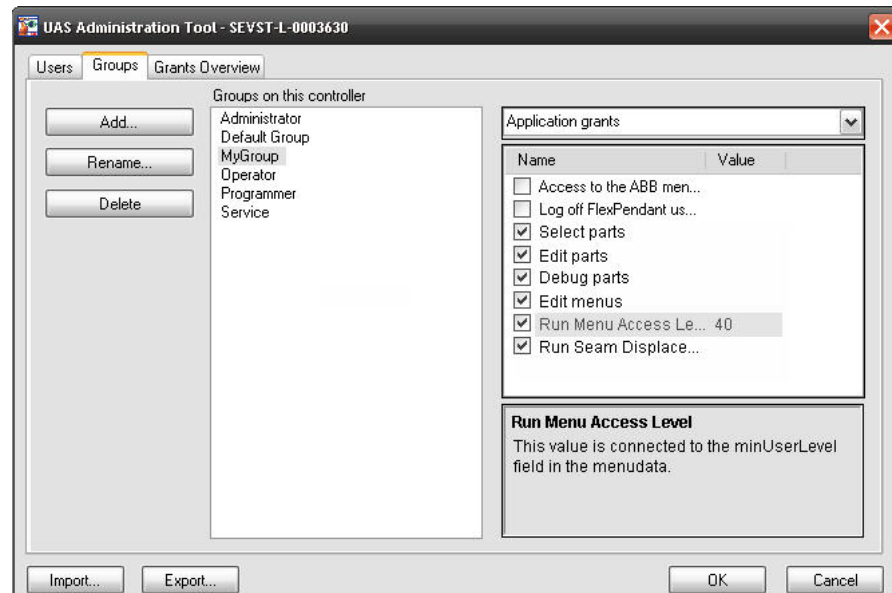 UAS Administration Tool - SEVST-L-0003630
Users
Groups
Grants Overview
Groups on this controller
Add...
Rename...
Delete
Administrator
Default Group
MyGroup
Operator
Programmer
Service
Application grants
Name Value
Access to the ABB men...
Log off FlexPendant us...
Select parts
Edit parts
Debug parts
Edit menus
Run Menu Access Le... 40
Run Seam Displace...
Run Menu Access Level
This value is connected to the minUserLevel
field in the menudata.
Import...
Export...
OK
Cancel